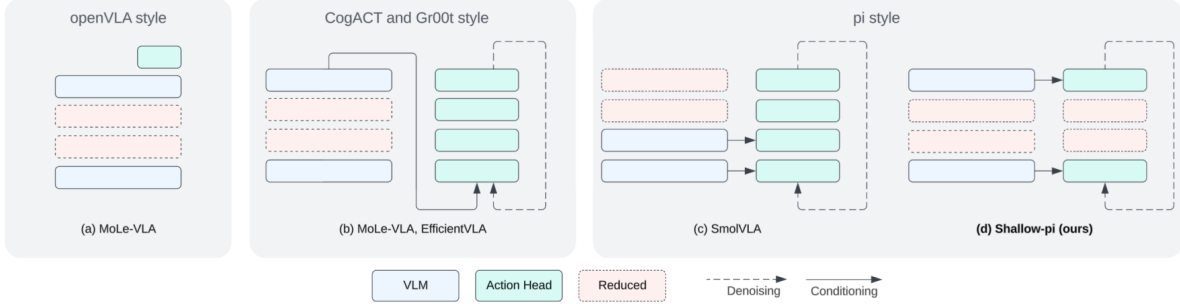 openVLA style
CogACT and Gr00t style
pi style
(a) MoLe-VLA
(b) MoLe-VLA, EfficientVLA
(c) SmolVLA
(d) Shallow-pi (ours)
VLM
Action Head
Reduced
Denoising
Conditioning